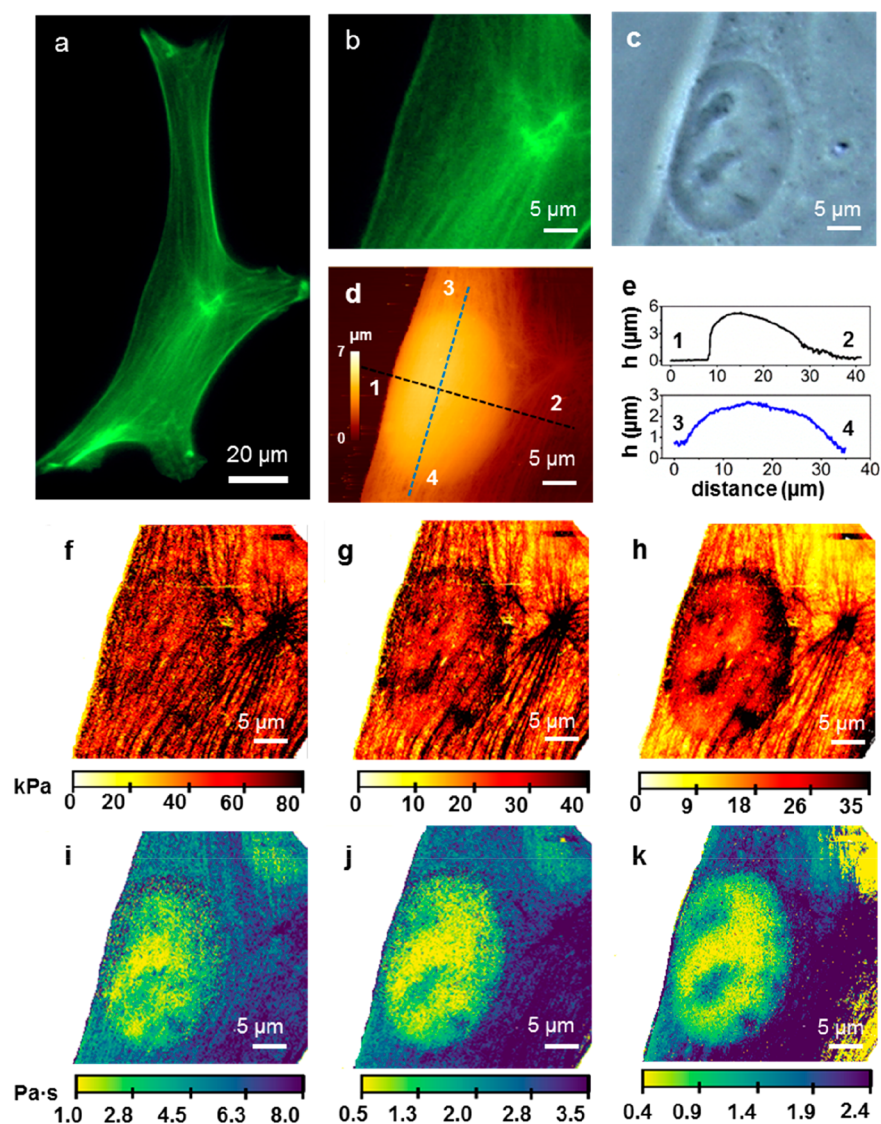 a
b
c
5 µm
5 µm
20 µm
d
3
µm
7
0
1
2
4
5 µm
e
h (µm)
6
3
0
1
2
0 10 20 30 40
h (µm)
3
2
1
0
3
4
0 10 20 30 40
distance (µm)
f
g
h
5 µm
5 µm
5 µm
kPa
0 20 40 60 80
0 10 20 30 40
0 9 18 26 35
i
j
k
5 µm
5 µm
5 µm
Pa·s
1.0 2.8 4.5 6.3 8.0
0.5 1.3 2.0 2.8 3.5
0.4 0.9 1.4 1.9 2.4